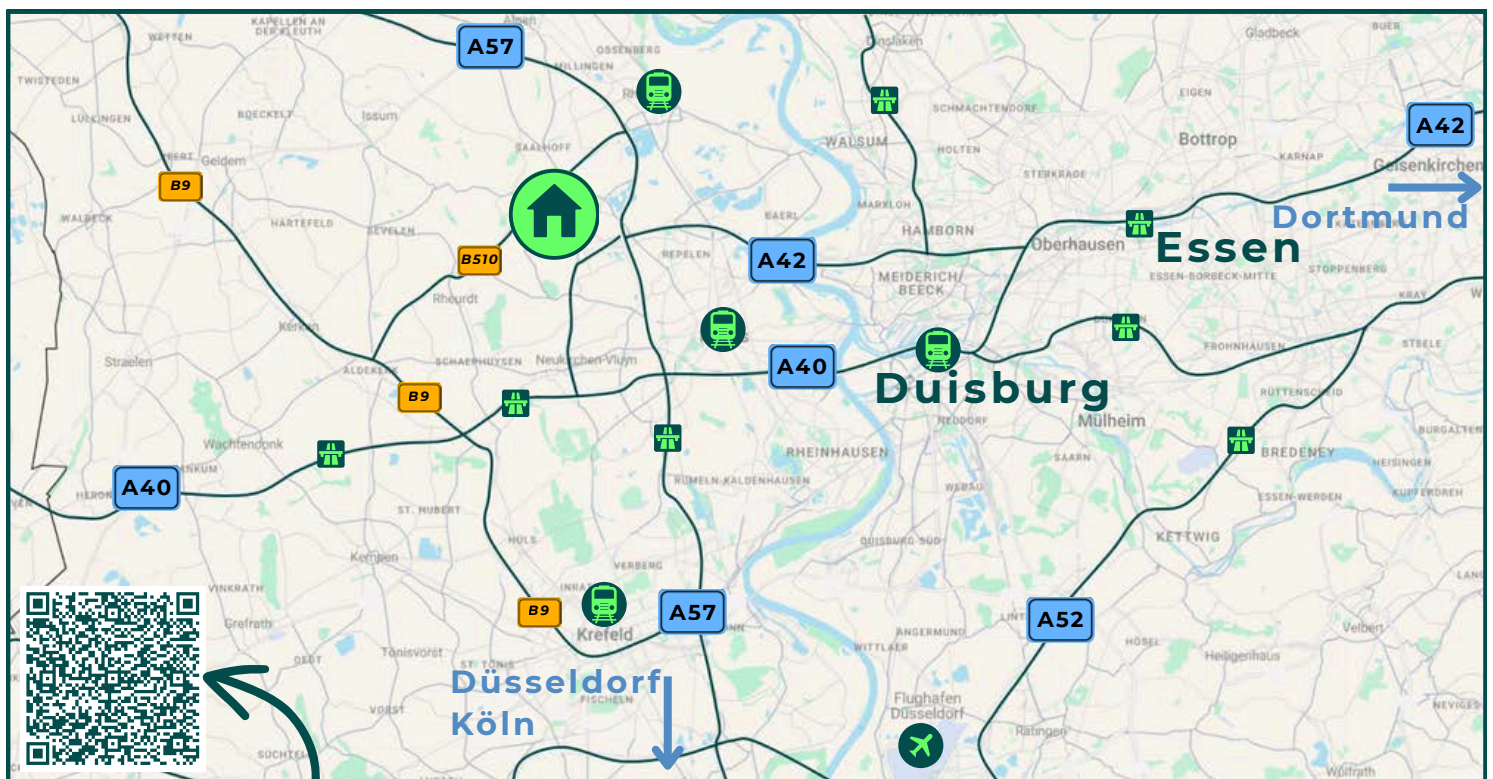 KAPELLEN AN
DER FLEUTH
WETTEN
A57
OSSENBERG
MILLINGEN
Dinslaken
Gladbeck
BUER
TWISTEDEN
LÜLLINGEN
Issum
SCHMACHTENDORF
EIGEN
A42
SAALHOFF
WALSUM
HOLTEN
Bottrop
KARNAP
Gelsenkirchen
Geldern
B9
STERKRADE
WALBECK
HARTEFELD
SEVELEN
BAERL
MARXLOH
HAMBORN
Dortmund
B510
REPELEN
A42
Oberhausen
Essen
MEIDERICH/
BEECK
ESSEN-BORBECK-MITTE
STOPPENBERG
Rheurdt
KRAY
Kerken
Straelen
SCHAEPHUYSEN
Neukirchen-Vluyn
FROHNHAUSEN
STEELE
ALDEKERK
A40
Duisburg
B9
RÜTTENSCHEID
Mülheim
NEUDORF
Wachtendonk
RHEINHAUSEN
SAARN
BREDENEY
HEISINGEN
A40
RUMELN-KALDENHAUSEN
WEDAU
ESSEN-WERDEN
KUPFERDREH
ST. HUBERT
KETTWIG
HÜLS
DUISBURG-SÜD
Kempen
VERBERG
VINKRATH
B9
A57
A52
Grefrath
Krefeld
ANGERMUND
Velbert
HÖSEL
Tönisvorst
WITTLAER
Heiligenhaus
OEDT
ST. TÖNIS
Düsseldorf
Köln
FISCHELN
Flughafen
Düsseldorf
VORST
Ratingen
Wülfrath